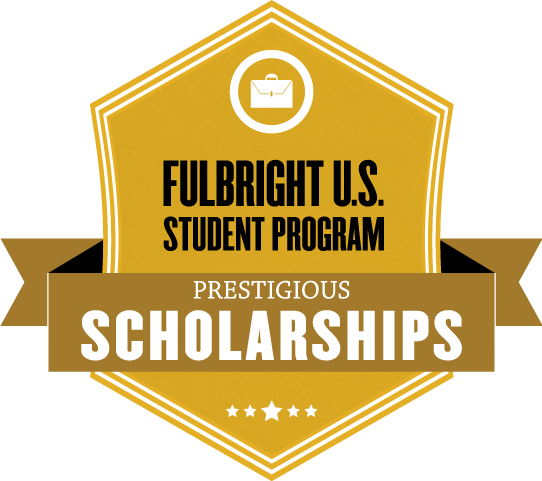 FULBRIGHT U.S.
STUDENT PROGRAM
PRESTIGIOUS
SCHOLARSHIPS